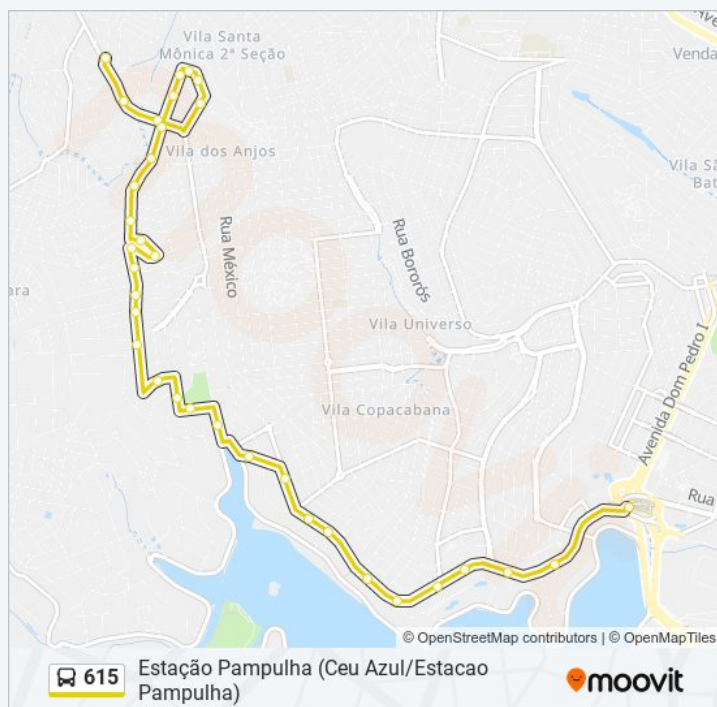 Vila Santa
Mônica 2ª Seção
Ave
Venda
Vila dos Anjos
Vila Sã
Bat
Rua México
Rua Bororós
ara
Vila Universo
Avenida Dom Pedro I
Vila Copacabana
Rua
© OpenStreetMap contributors | © OpenMapTiles
615
Estação Pampulha (Ceu Azul/Estacao
Pampulha)
moovit